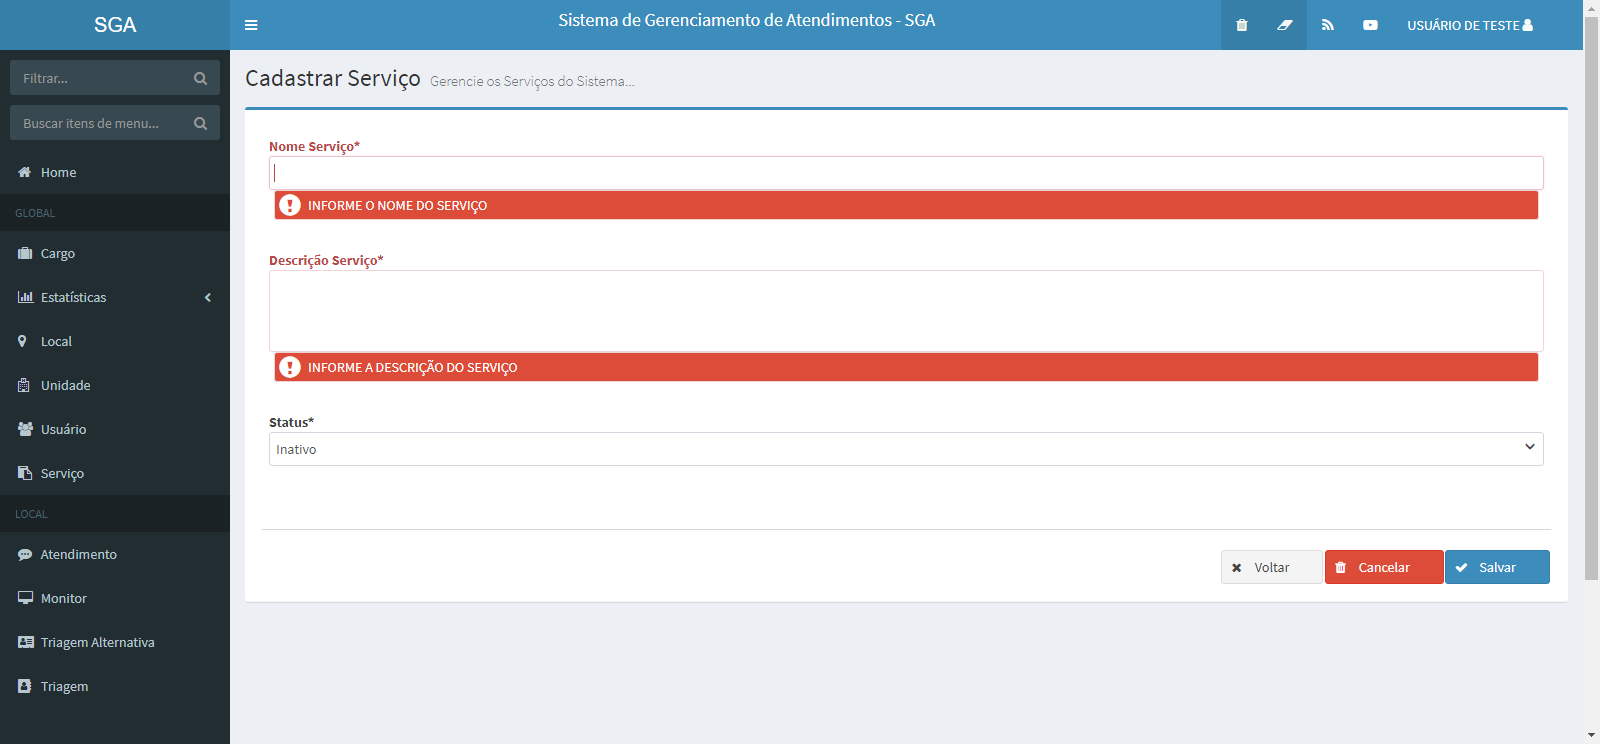 SGA
Sistema de Gerenciamento de Atendimentos - SGA
USUÁRIO DE TESTE
Filtrar...
Buscar itens de menu...
Home
GLOBAL
Cargo
Estatísticas
Local
Unidade
Usuário
Serviço
LOCAL
Atendimento
Monitor
Triagem Alternativa
Triagem
Cadastrar Serviço Gerencie os Serviços do Sistema...
Nome Serviço*
INFORME O NOME DO SERVIÇO
Descrição Serviço*
INFORME A DESCRIÇÃO DO SERVIÇO
Status*
Inativo
Voltar
Cancelar
Salvar